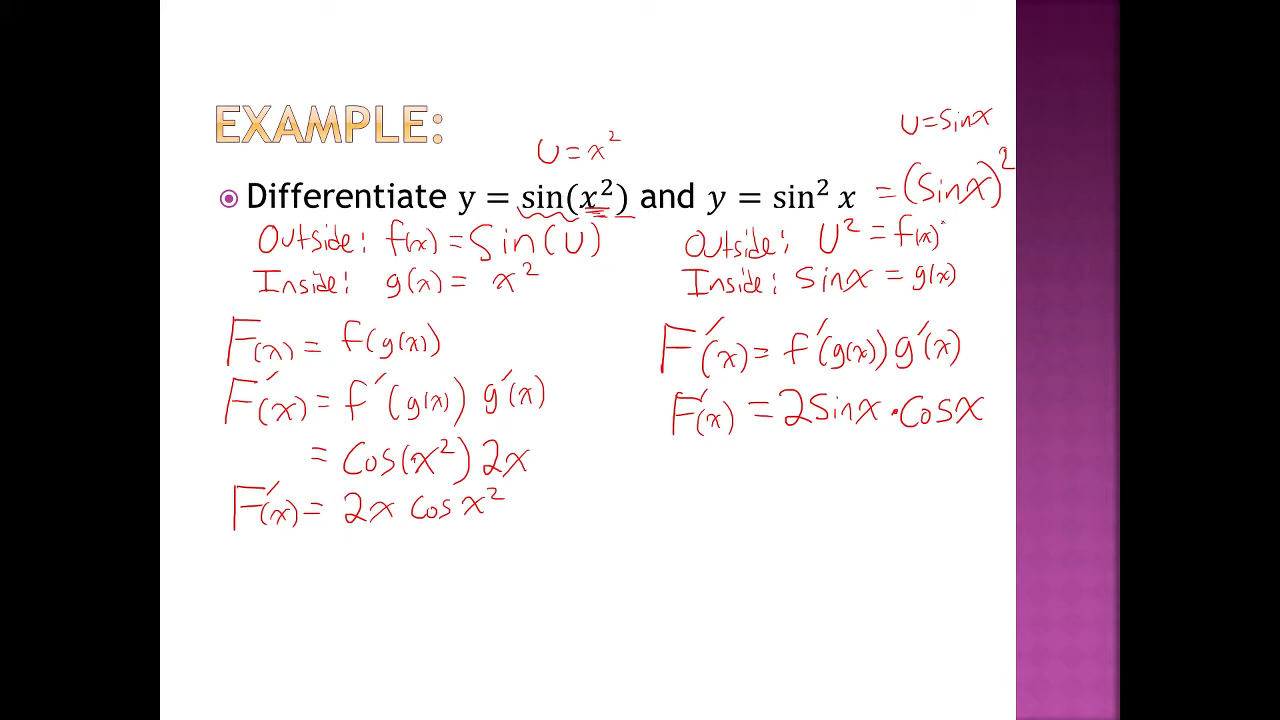 EXAMPLE:
U = x²
U = sinx
Differentiate y = sin(x²) and y = sin² x = (sinx)²
Outside: f(x) = sin(U)
Inside: g(x) = x²
F(x) = f(g(x))
F'(x) = f'(g(x)) g'(x)
= cos(x²) 2x
F'(x) = 2x cos x²
Outside: U² = f(x)
Inside: sinx = g(x)
F'(x) = f'(g(x)) g'(x)
F'(x) = 2sinx · cosx